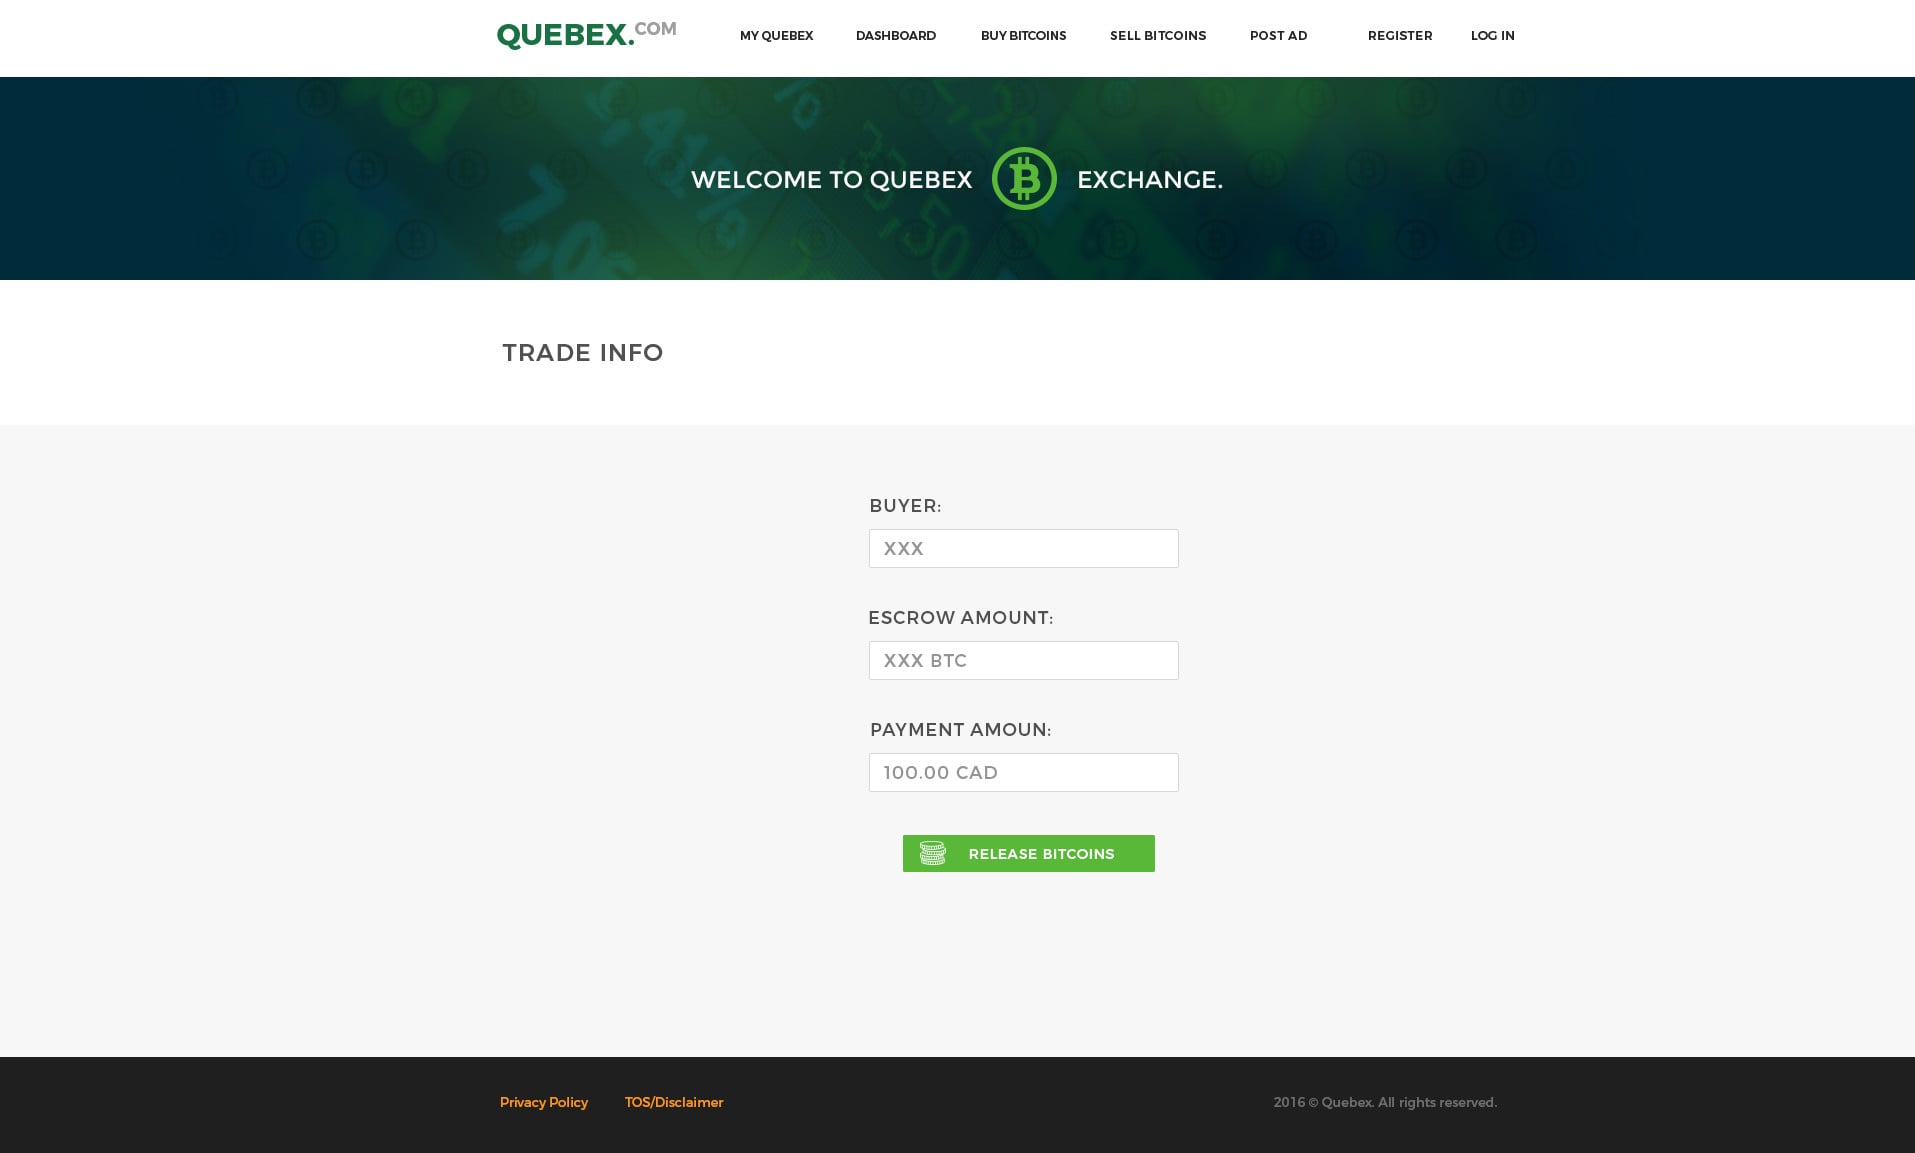 QUEBEX.COM MY QUEBEX DASHBOARD BUY BITCOINS SELL BITCOINS POST AD REGISTER LOG IN
WELCOME TO QUEBEX EXCHANGE.
TRADE INFO
BUYER:
XXX
ESCROW AMOUNT:
XXX BTC
PAYMENT AMOUN:
100.00 CAD
RELEASE BITCOINS
Privacy Policy TOS/Disclaimer 2016 © Quebex. All rights reserved.